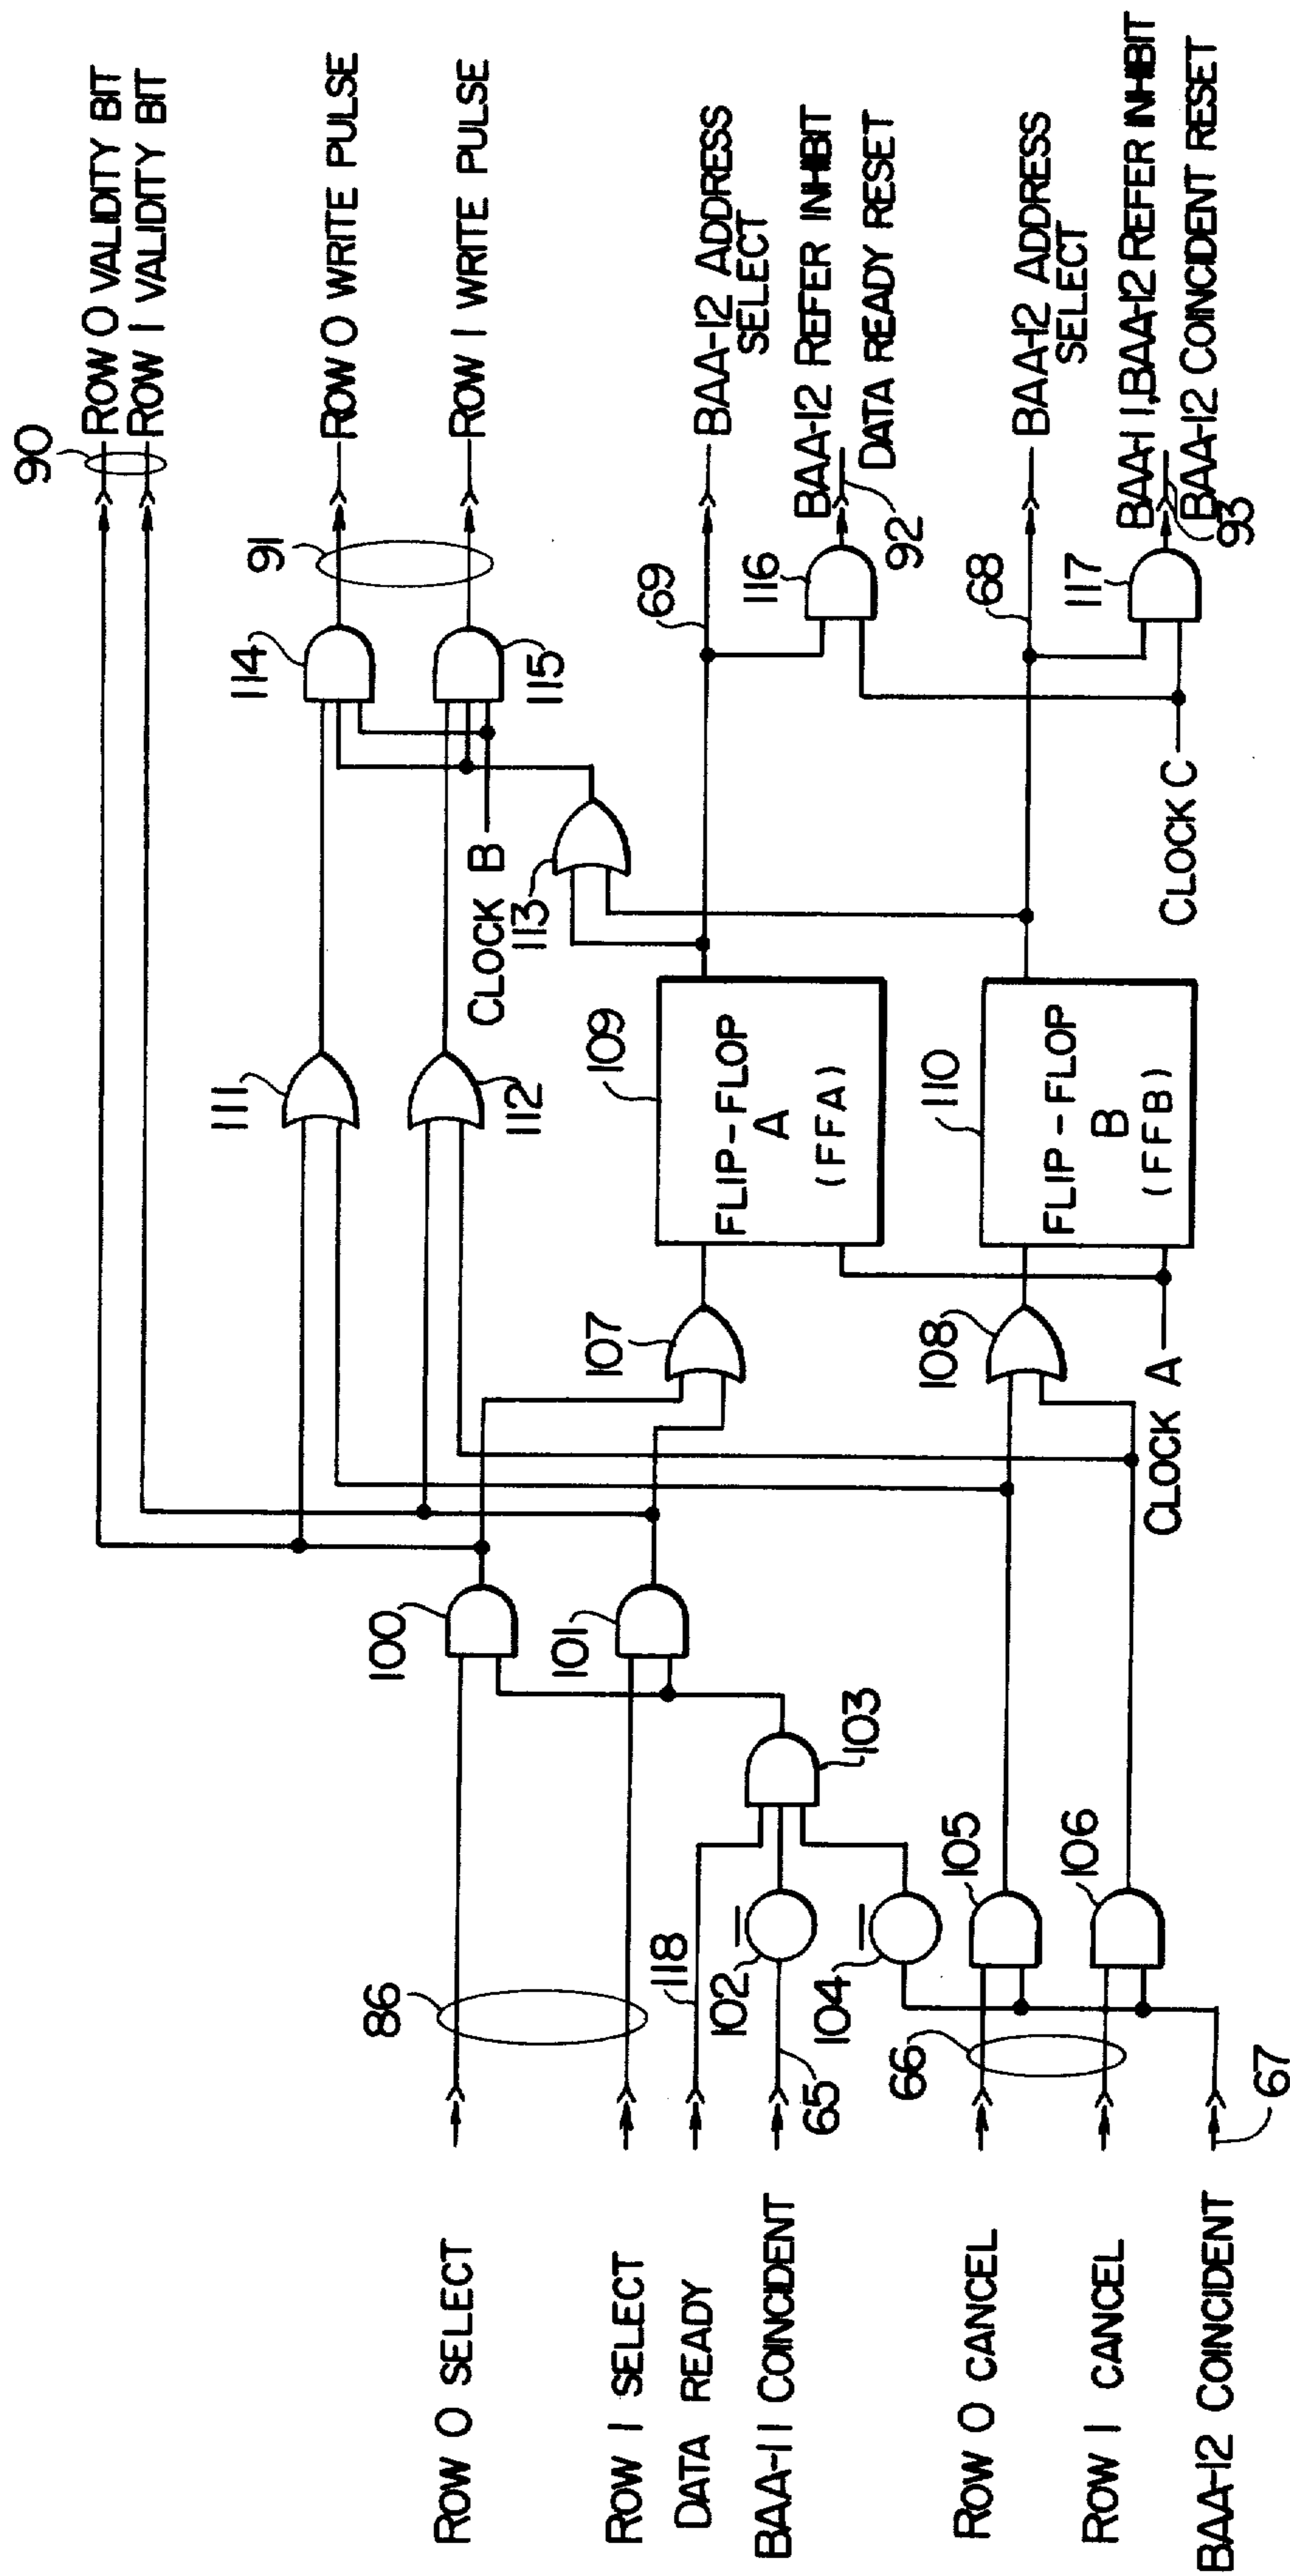 ROW 0 SELECT
ROW 1 SELECT
DATA READY
BAA-11 COINCIDENT
ROW 0 CANCEL
ROW 1 CANCEL
BAA-12 COINCIDENT
86
118
102
65
104
66
67
103
105
106
100
101
CLOCK A
107
108
111
112
109
FLIP-FLOP
A
(FFA)
110
FLIP-FLOP
B
(FFB)
CLOCK B
113
CLOCK C
114
115
91
69
116
92
68
117
93
90
ROW 0 VALIDITY BIT
ROW 1 VALIDITY BIT
ROW 0 WRITE PULSE
ROW 1 WRITE PULSE
BAA-12 ADDRESS
SELECT
BAA-12 REFER INHIBIT
DATA READY RESET
BAA-12 ADDRESS
SELECT
BAA-11,BAA-12 REFER INHIBIT
BAA-12 COINCIDENT RESET